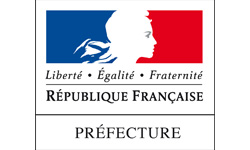 Liberté • Égalité • Fraternité
RÉPUBLIQUE FRANÇAISE
PRÉFECTURE